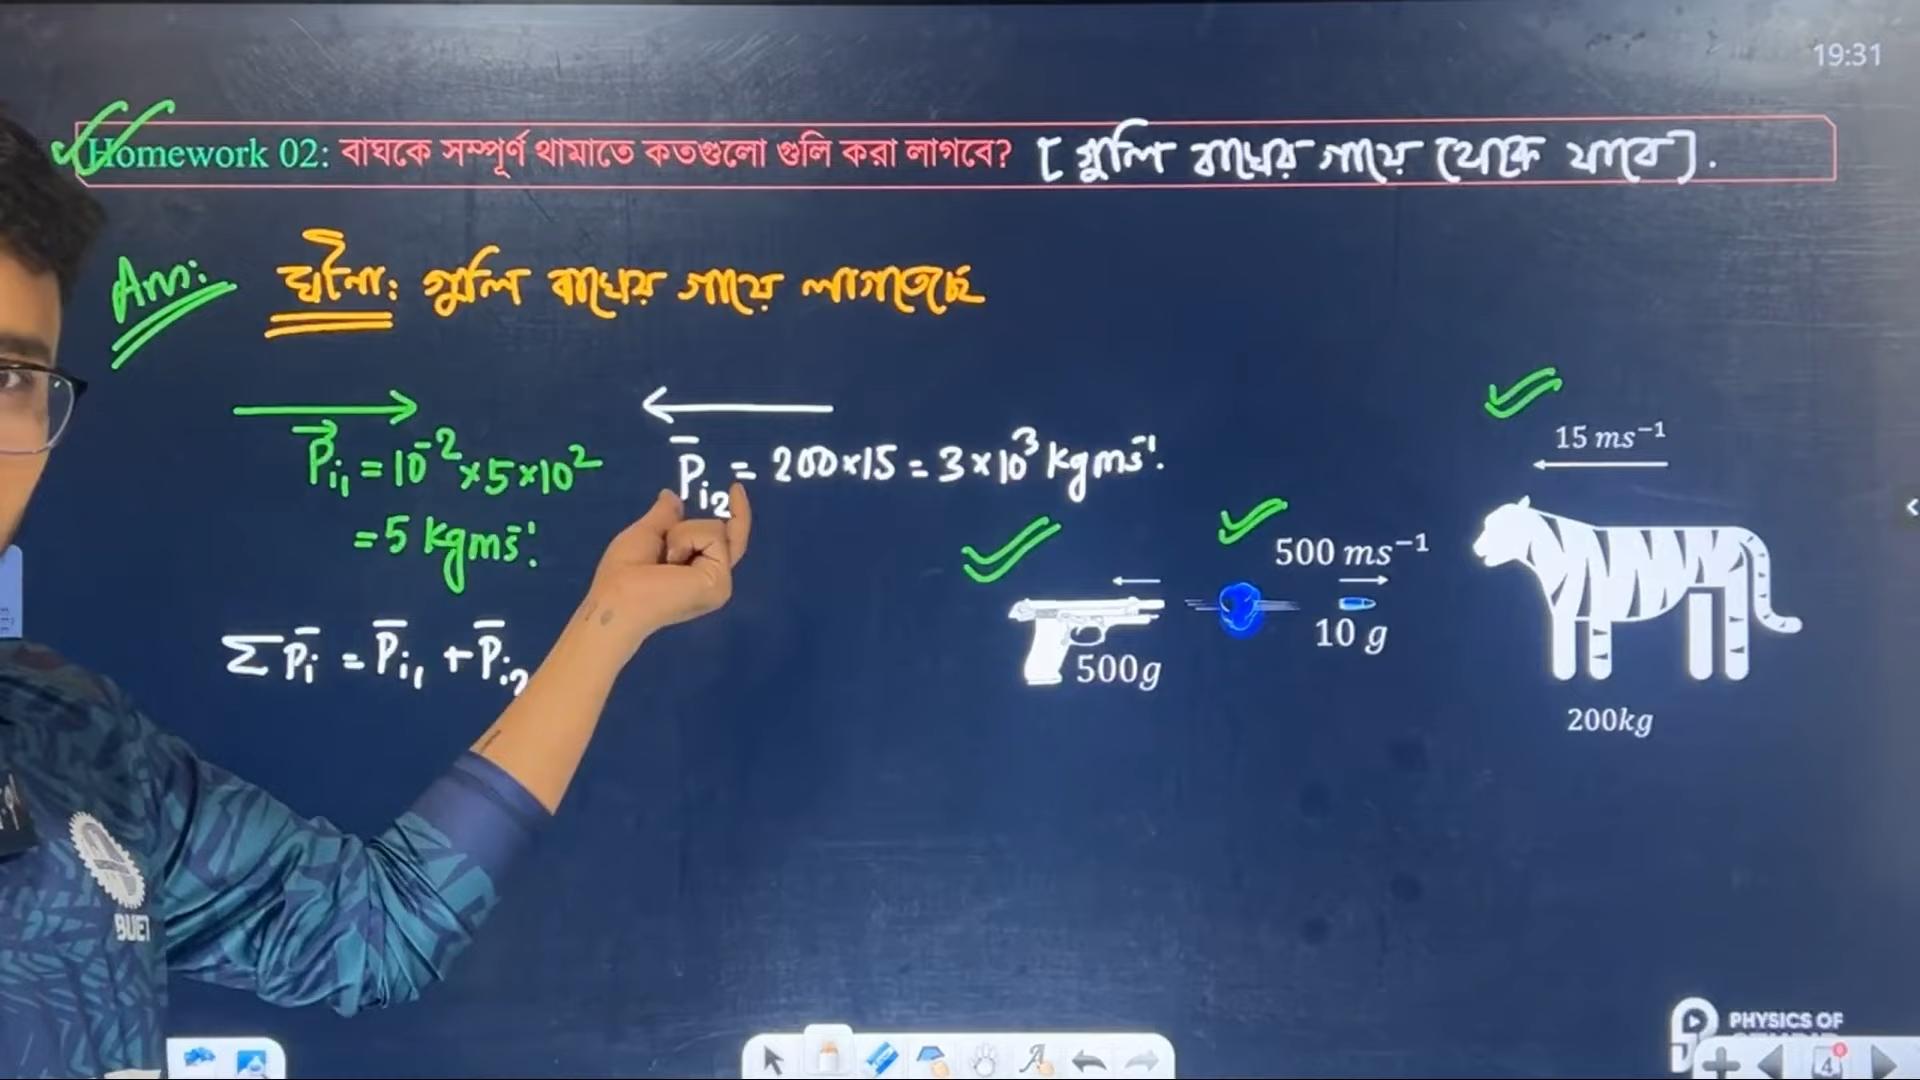 19:31
Homework 02: বাঘকে সম্পূর্ণ থামাতে কতগুলো গুলি করা লাগবে? [গুলি বাঘের গায়ে থেকে যাবে].
Ans: ঘটনা: গুলি বাঘের গায়ে লাগতেছে
P⃗i₁ = 10⁻² × 5 × 10²
= 5 kgms⁻¹.
P̄i₂ = 200 × 15 = 3 × 10³ kgms⁻¹.
Σ P̄i = P̄i₁ + P̄i₂
15 ms⁻¹
500 ms⁻¹
10 g
500g
200kg
BUET
PHYSICS OF
4